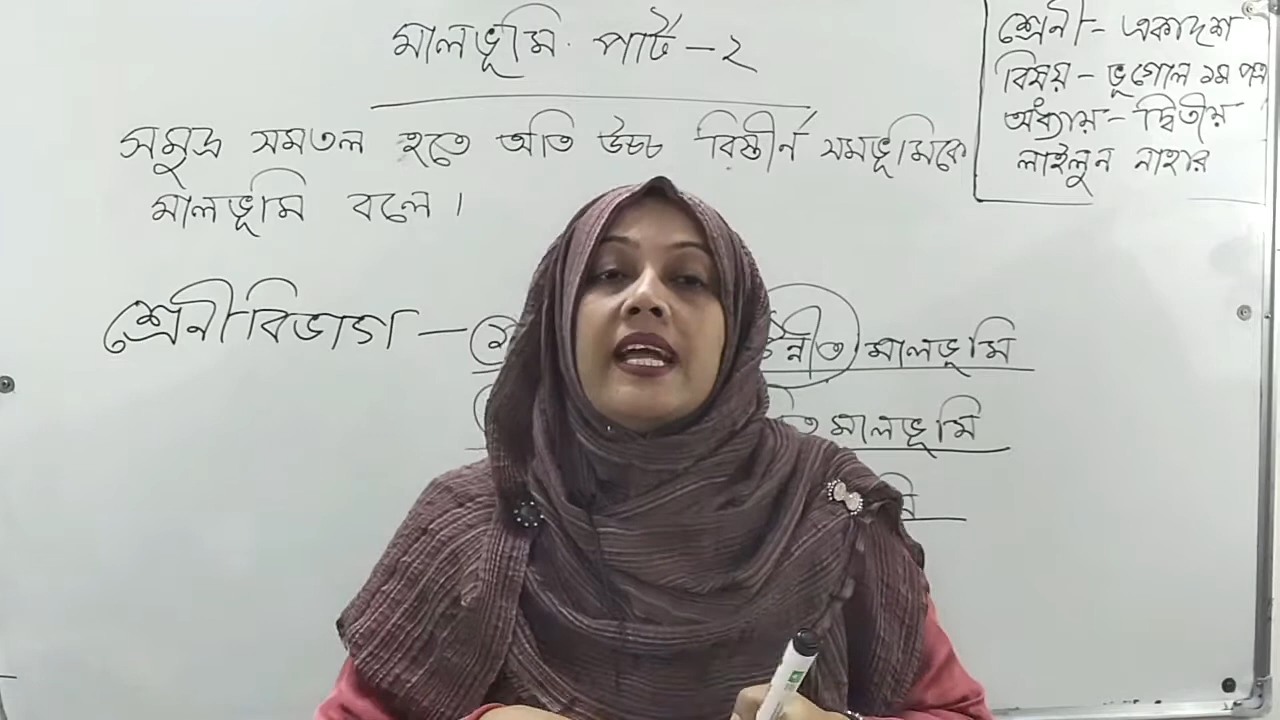 মালভূমি পার্ট-২
শ্রেনী - একাদশ
বিষয় - ভূগোল ১ম পত্র
অধ্যায় - দ্বিতীয়
লাইলুন নাহার
সমুদ্র সমতল হতে অতি উচ্চ বিস্তীর্ন সমভূমিকে
মালভূমি বলে।
শ্রেনীবিভাগ - মালভূমি
মালভূমি